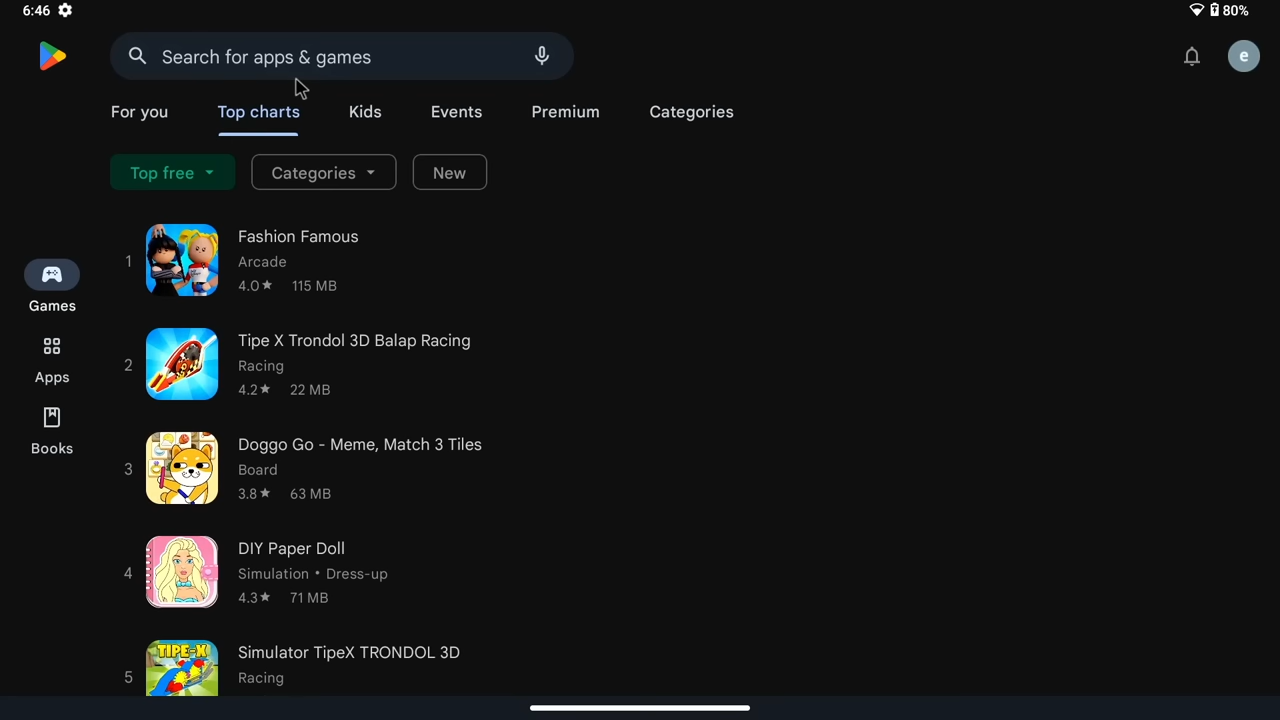 6:46
80%
Search for apps & games
e
For you
Top charts
Kids
Events
Premium
Categories
Top free
Categories
New
1
Fashion Famous
Arcade
4.0★ 115 MB
Games
2
Tipe X Trondol 3D Balap Racing
Racing
4.2★ 22 MB
Apps
3
Doggo Go - Meme, Match 3 Tiles
Board
3.8★ 63 MB
Books
4
DIY Paper Doll
Simulation • Dress-up
4.3★ 71 MB
5
TIPE-X
Simulator TipeX TRONDOL 3D
Racing